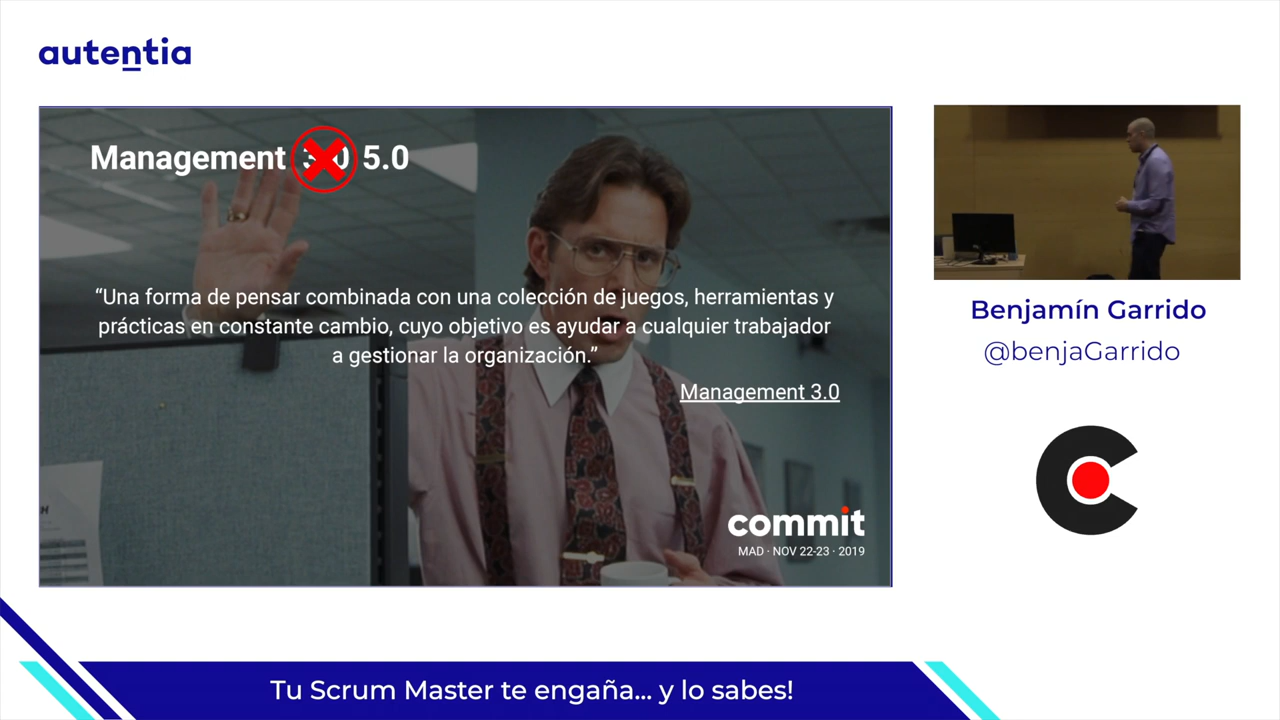 autentia
Management 3.0 5.0
“Una forma de pensar combinada con una colección de juegos, herramientas y
prácticas en constante cambio, cuyo objetivo es ayudar a cualquier trabajador
a gestionar la organización.”
Management 3.0
commit
MAD · NOV 22-23 · 2019
Benjamín Garrido
@benjaGarrido
Tu Scrum Master te engaña... y lo sabes!